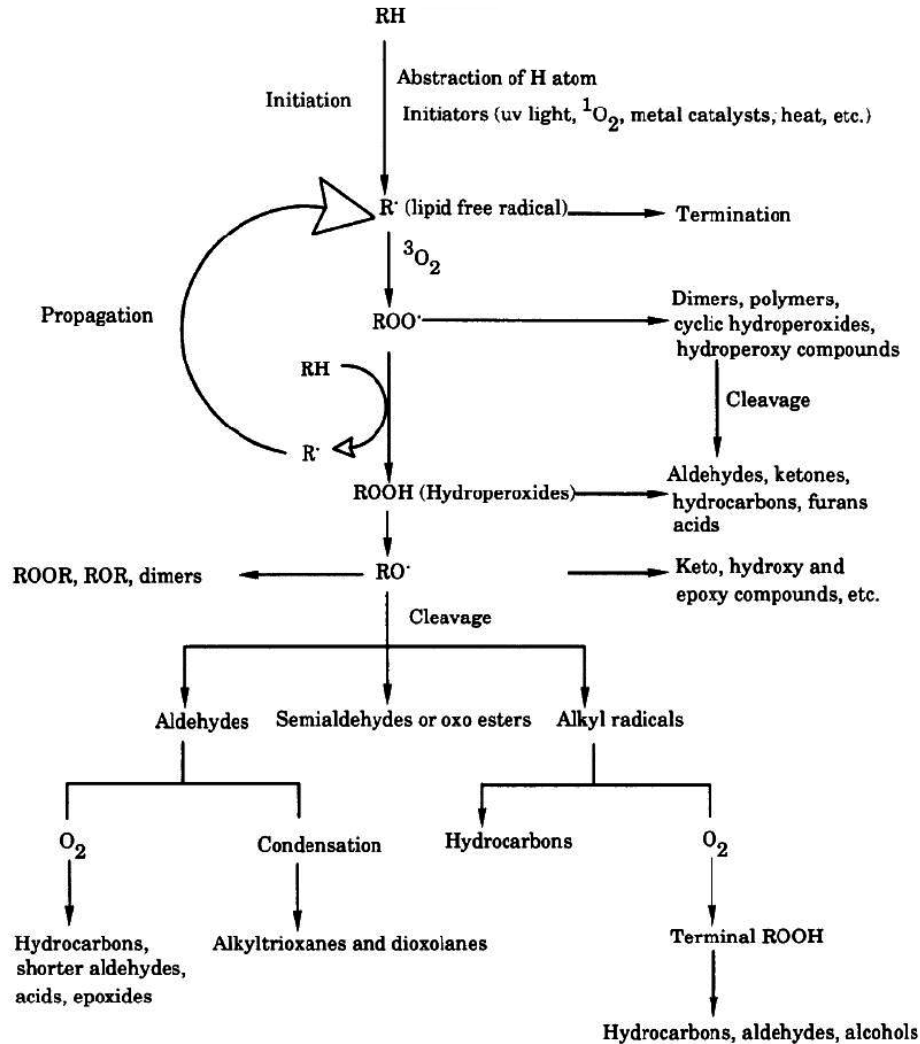 RH
Abstraction of H atom
Initiation
Initiators (uv light, ¹O₂, metal catalysts, heat, etc.)
R· (lipid free radical)
Termination
³O₂
Propagation
ROO·
Dimers, polymers,
cyclic hydroperoxides,
hydroperoxy compounds
RH
Cleavage
R·
ROOH (Hydroperoxides)
Aldehydes, ketones,
hydrocarbons, furans
acids
ROOR, ROR, dimers
RO·
Keto, hydroxy and
epoxy compounds, etc.
Cleavage
Aldehydes
Semialdehydes or oxo esters
Alkyl radicals
O₂
Condensation
Hydrocarbons
O₂
Hydrocarbons,
shorter aldehydes,
acids, epoxides
Alkyltrioxanes and dioxolanes
Terminal ROOH
Hydrocarbons, aldehydes, alcohols